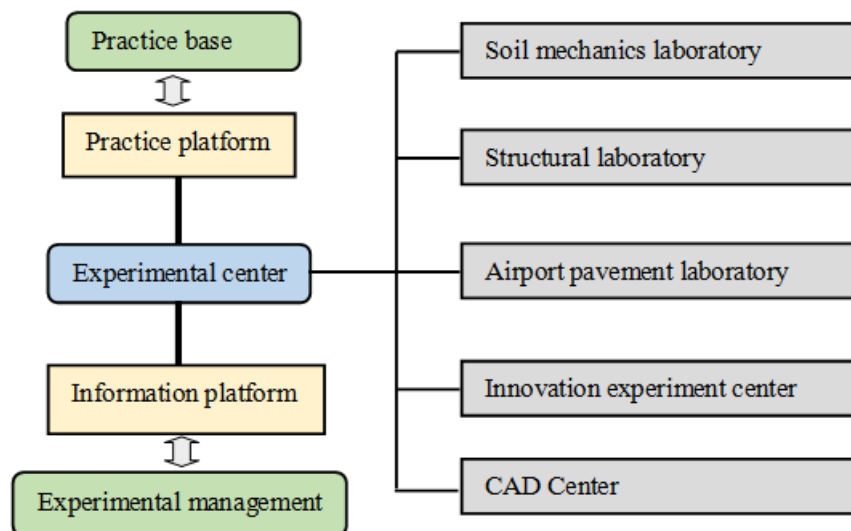 Practice base
Practice platform
Experimental center
Information platform
Experimental management
Soil mechanics laboratory
Structural laboratory
Airport pavement laboratory
Innovation experiment center
CAD Center